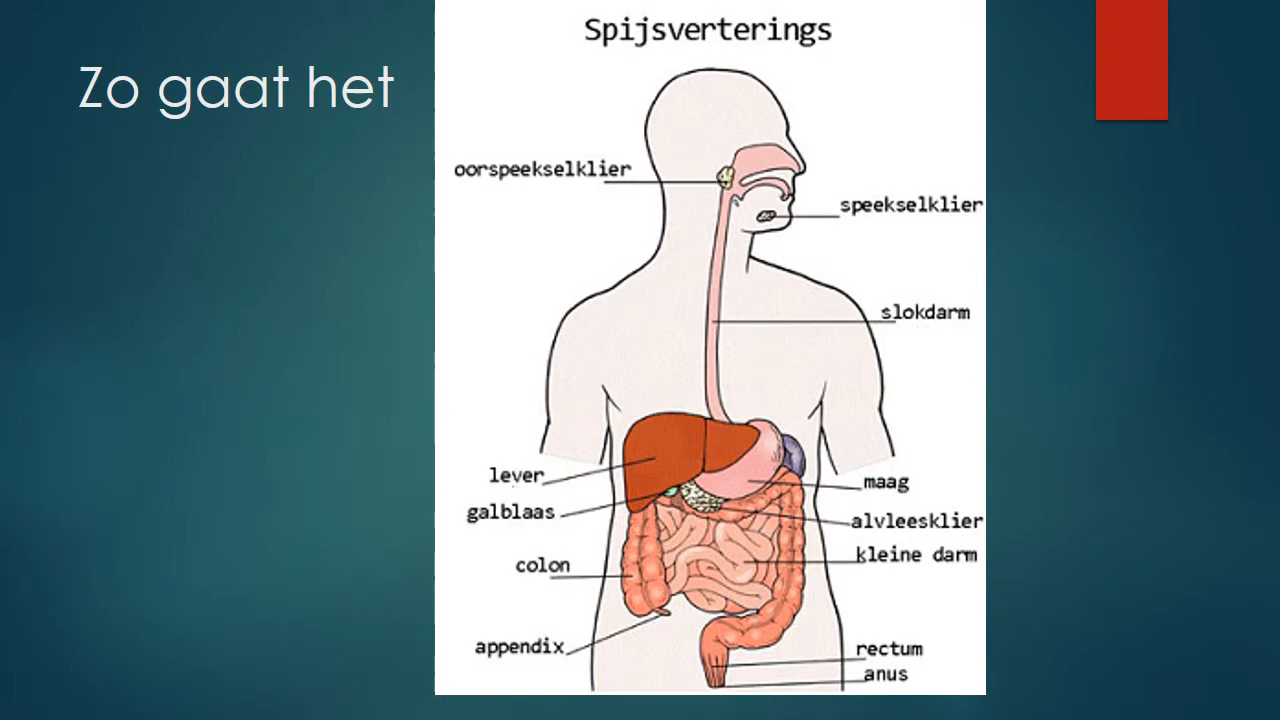 Zo gaat het
Spijsverterings
oorspeekselklier
speekselklier
slokdarm
lever
maag
galblaas
alvleesklier
kleine darm
colon
appendix
rectum
anus